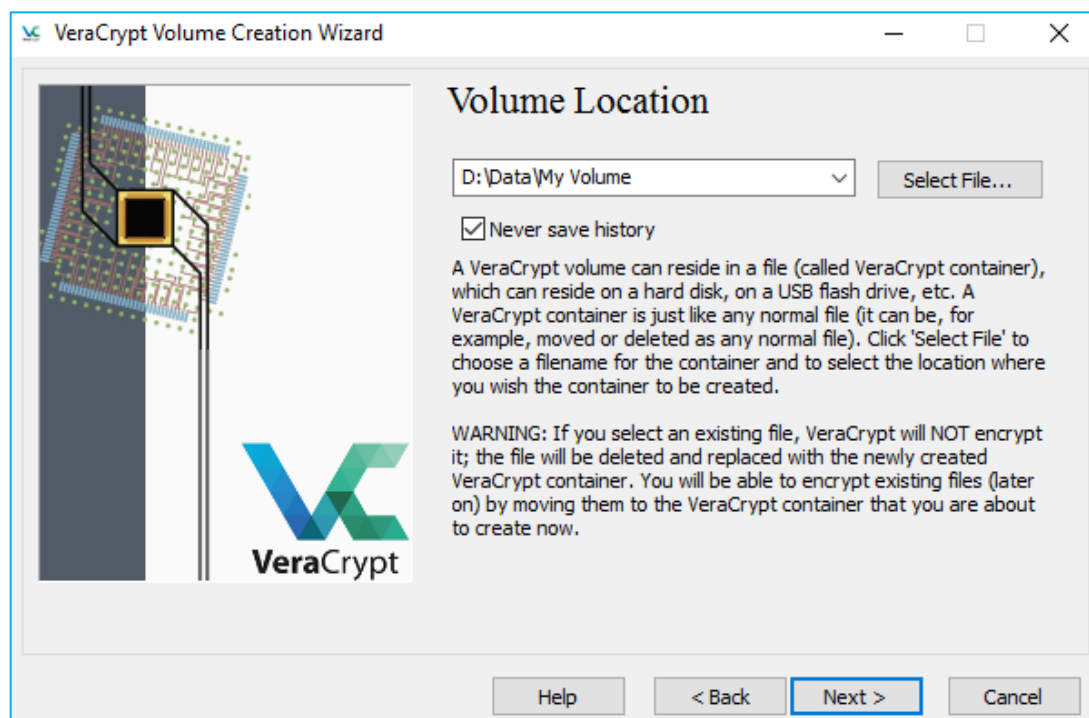 VeraCrypt Volume Creation Wizard
Volume Location
D:\Data\My Volume
Select File...
Never save history
A VeraCrypt volume can reside in a file (called VeraCrypt container),
which can reside on a hard disk, on a USB flash drive, etc. A
VeraCrypt container is just like any normal file (it can be, for
example, moved or deleted as any normal file). Click 'Select File' to
choose a filename for the container and to select the location where
you wish the container to be created.
WARNING: If you select an existing file, VeraCrypt will NOT encrypt
it; the file will be deleted and replaced with the newly created
VeraCrypt container. You will be able to encrypt existing files (later
on) by moving them to the VeraCrypt container that you are about
to create now.
VeraCrypt
Help
< Back
Next >
Cancel